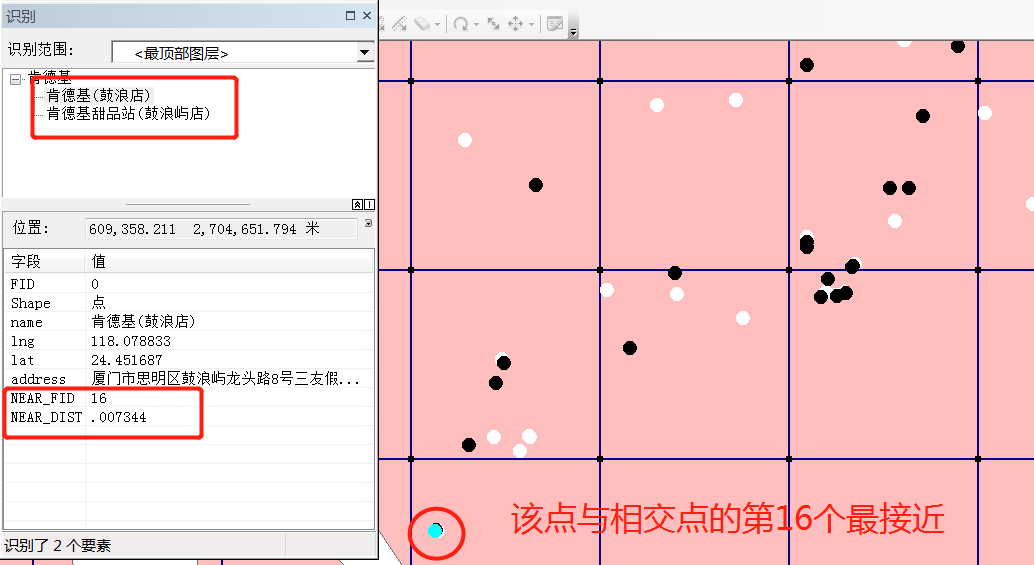 识别
识别范围:
<最顶部图层>
肯德基
肯德基(鼓浪店)
肯德基甜品站(鼓浪屿店)
位置:
609,358.211 2,704,651.794 米
字段 值
FID 0
Shape 点
name 肯德基(鼓浪店)
lng 118.078833
lat 24.451687
address 厦门市思明区鼓浪屿龙头路8号三友假...
NEAR_FID 16
NEAR_DIST .007344
该点与相交点的第16个最接近
识别了 2 个要素